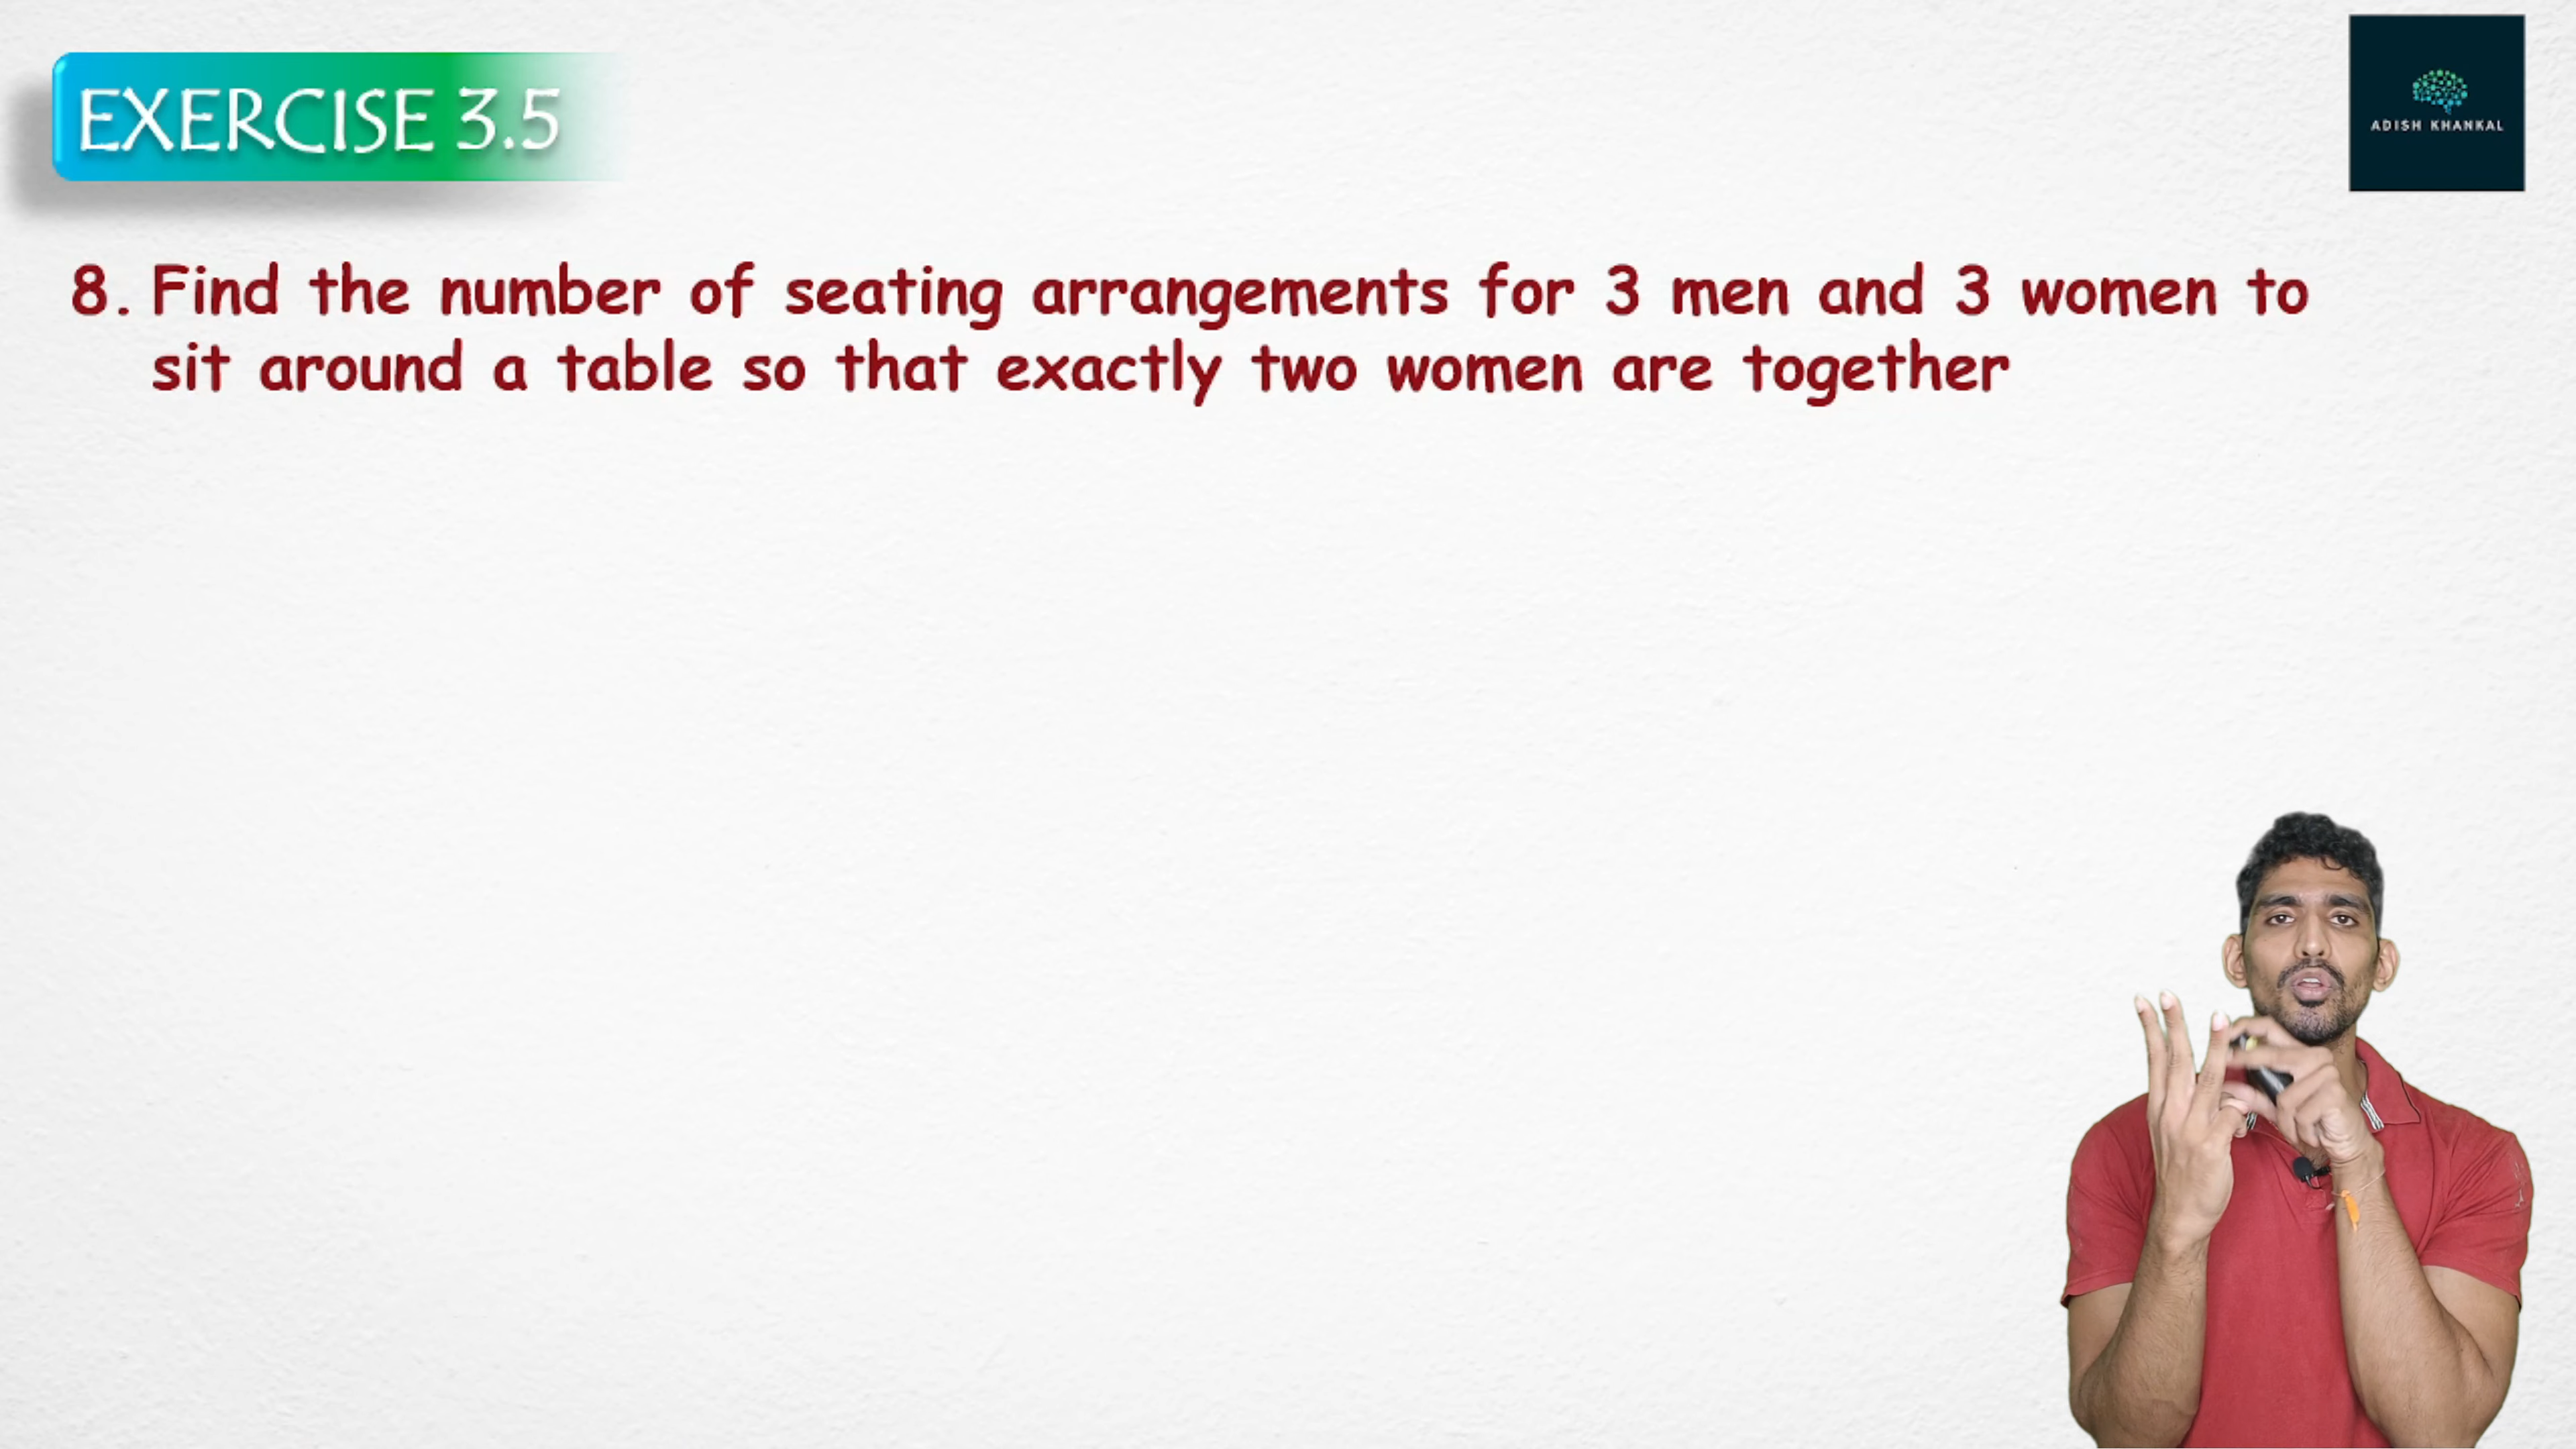 EXERCISE 3.5
ADISH KHANKAL
8. Find the number of seating arrangements for 3 men and 3 women to
sit around a table so that exactly two women are together